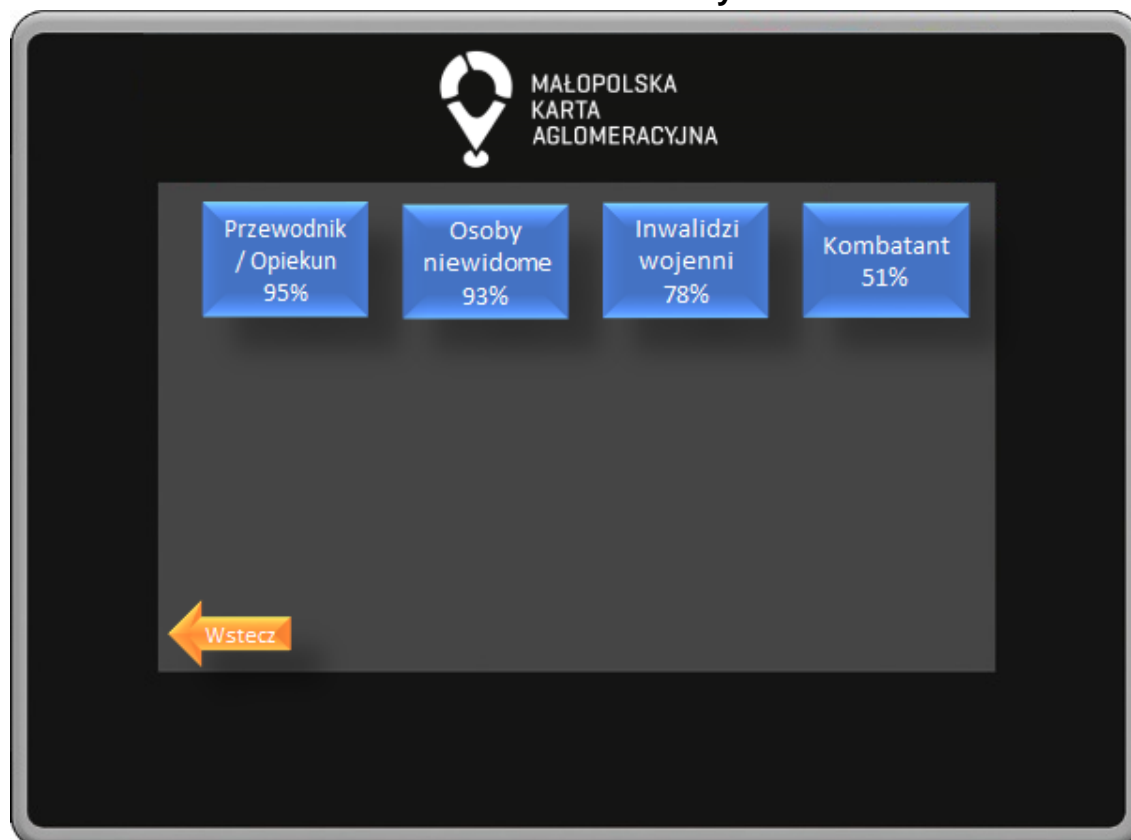 MAŁOPOLSKA
KARTA
AGLOMERACYJNA
Przewodnik
/ Opiekun
95%
Osoby
niewidome
93%
Inwalidzi
wojenni
78%
Kombatant
51%
Wstecz